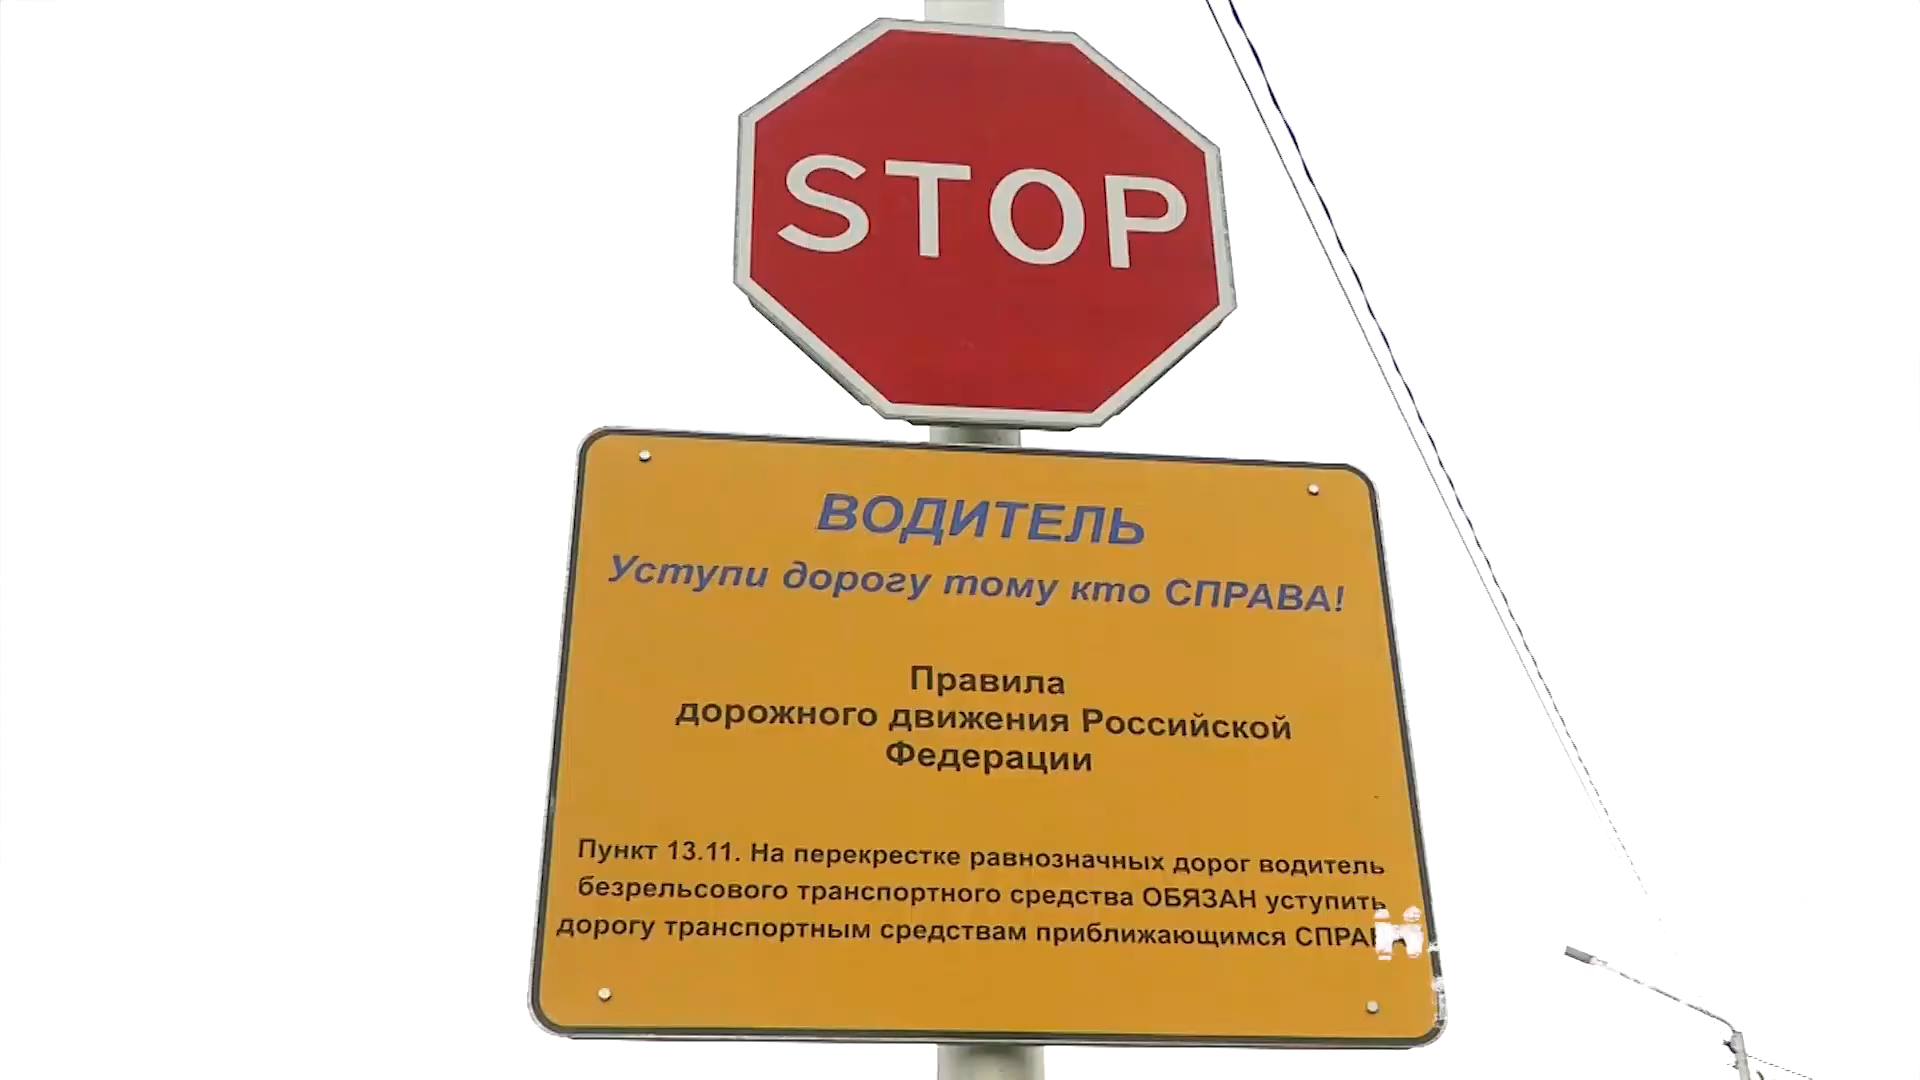 STOP
ВОДИТЕЛЬ
Уступи дорогу тому кто СПРАВА!
Правила
дорожного движения Российской
Федерации
Пункт 13.11. На перекрестке равнозначных дорог водитель
безрельсового транспортного средства ОБЯЗАН уступить
дорогу транспортным средствам приближающимся